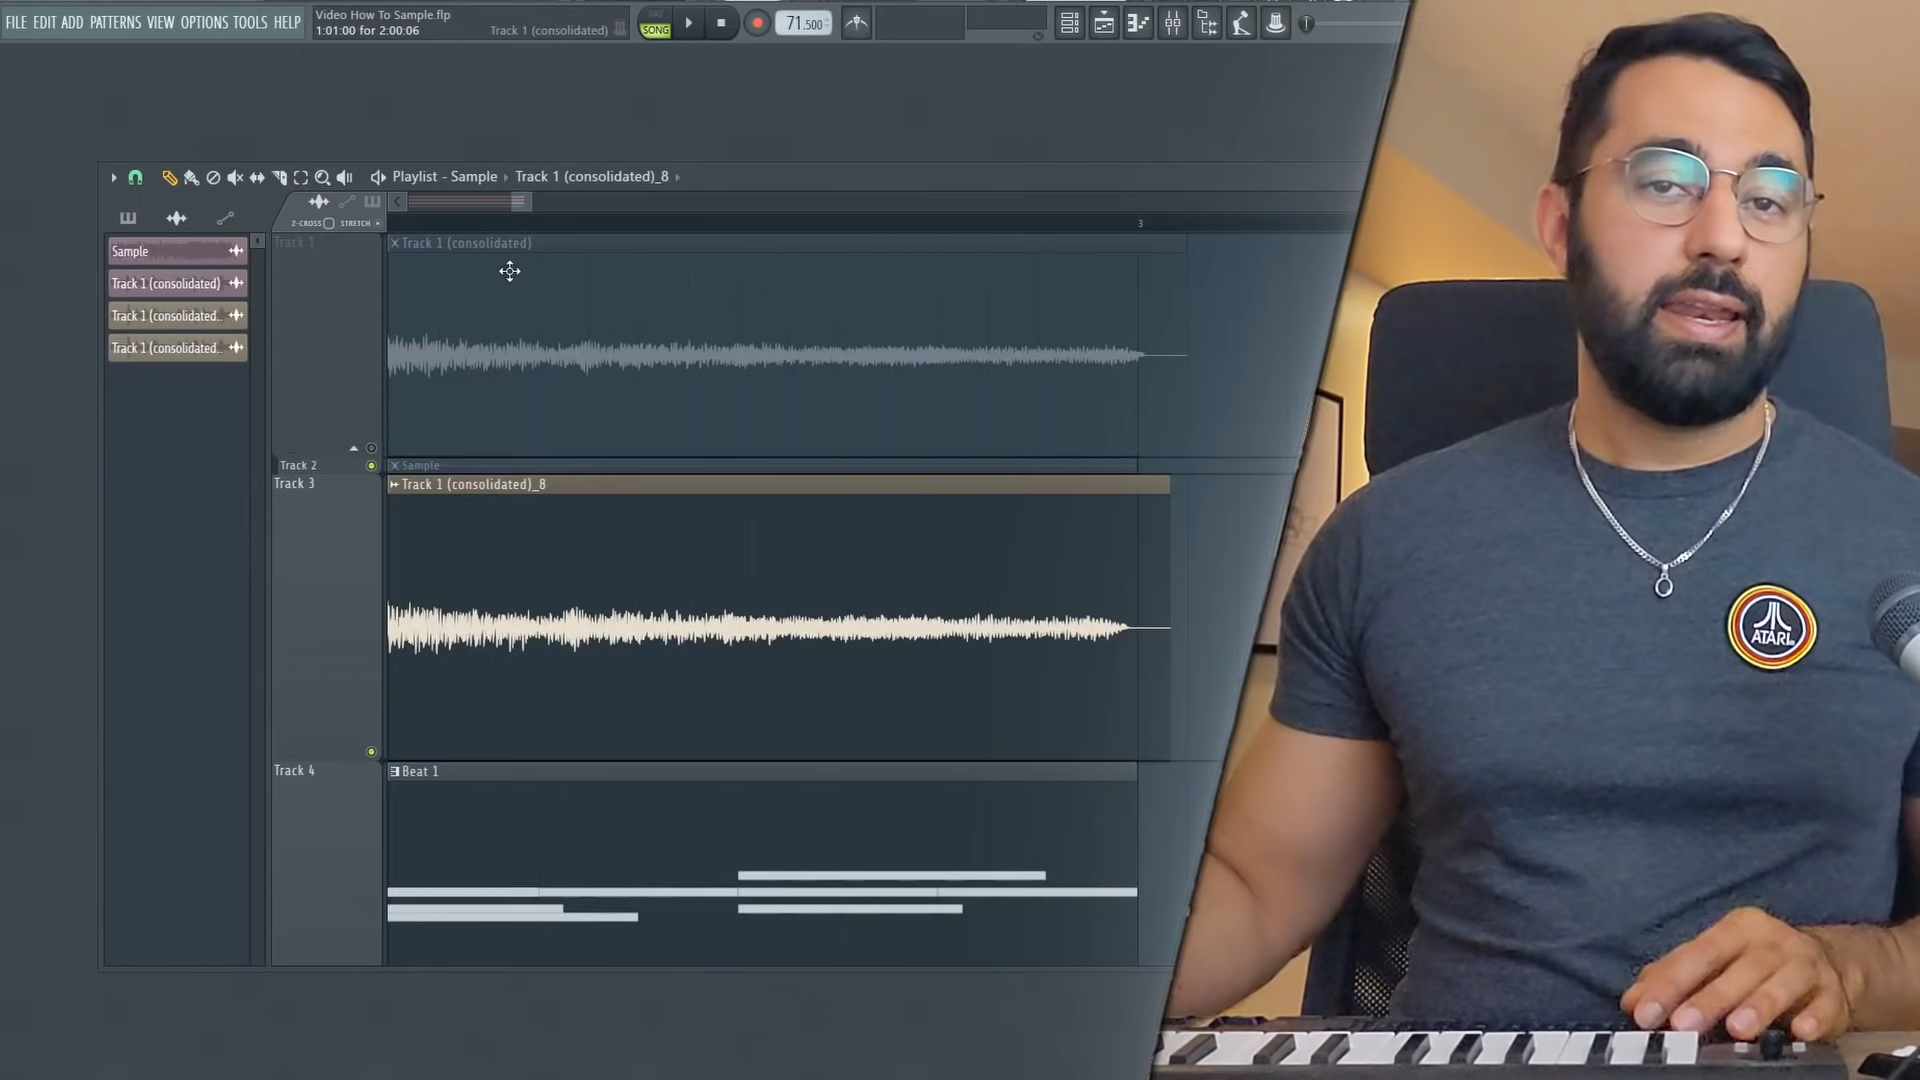 FILE EDIT ADD PATTERNS VIEW OPTIONS TOOLS HELP
Video How To Sample.flp
1:01:00 for 2:00:06
Track 1 (consolidated)
PAT
SONG
71.500
Playlist - Sample › Track 1 (consolidated)_8 ›
Z-CROSS STRETCH
3
Sample
Track 1 (consolidated)
Track 1 (consolidated..
Track 1 (consolidated..
Track 1
Track 1 (consolidated)
Track 2
Sample
Track 3
Track 1 (consolidated)_8
Track 4
Beat 1
ATARI